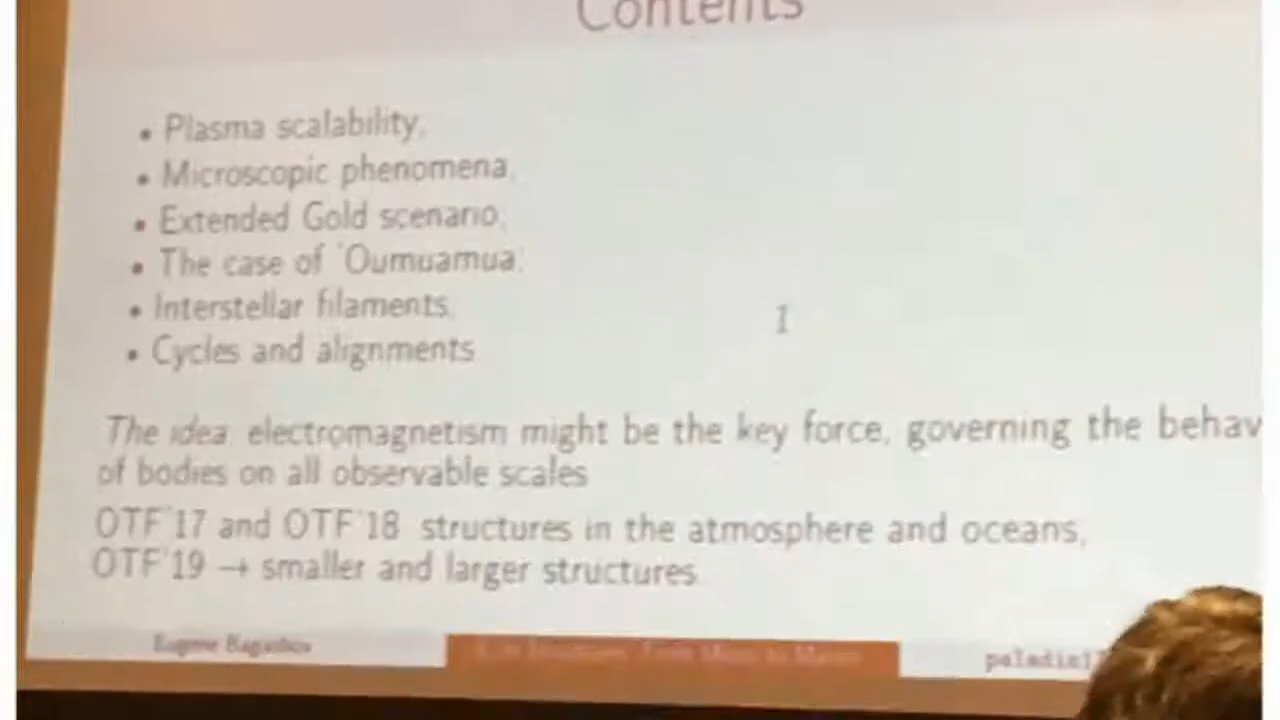 Contents
• Plasma scalability,
• Microscopic phenomena,
• Extended Gold scenario,
• The case of 'Oumuamua,
• Interstellar filaments,
• Cycles and alignments
1
The idea electromagnetism might be the key force, governing the behav
of bodies on all observable scales
OTF'17 and OTF'18 structures in the atmosphere and oceans,
OTF'19 → smaller and larger structures
Eugene Bagashov
paladin17